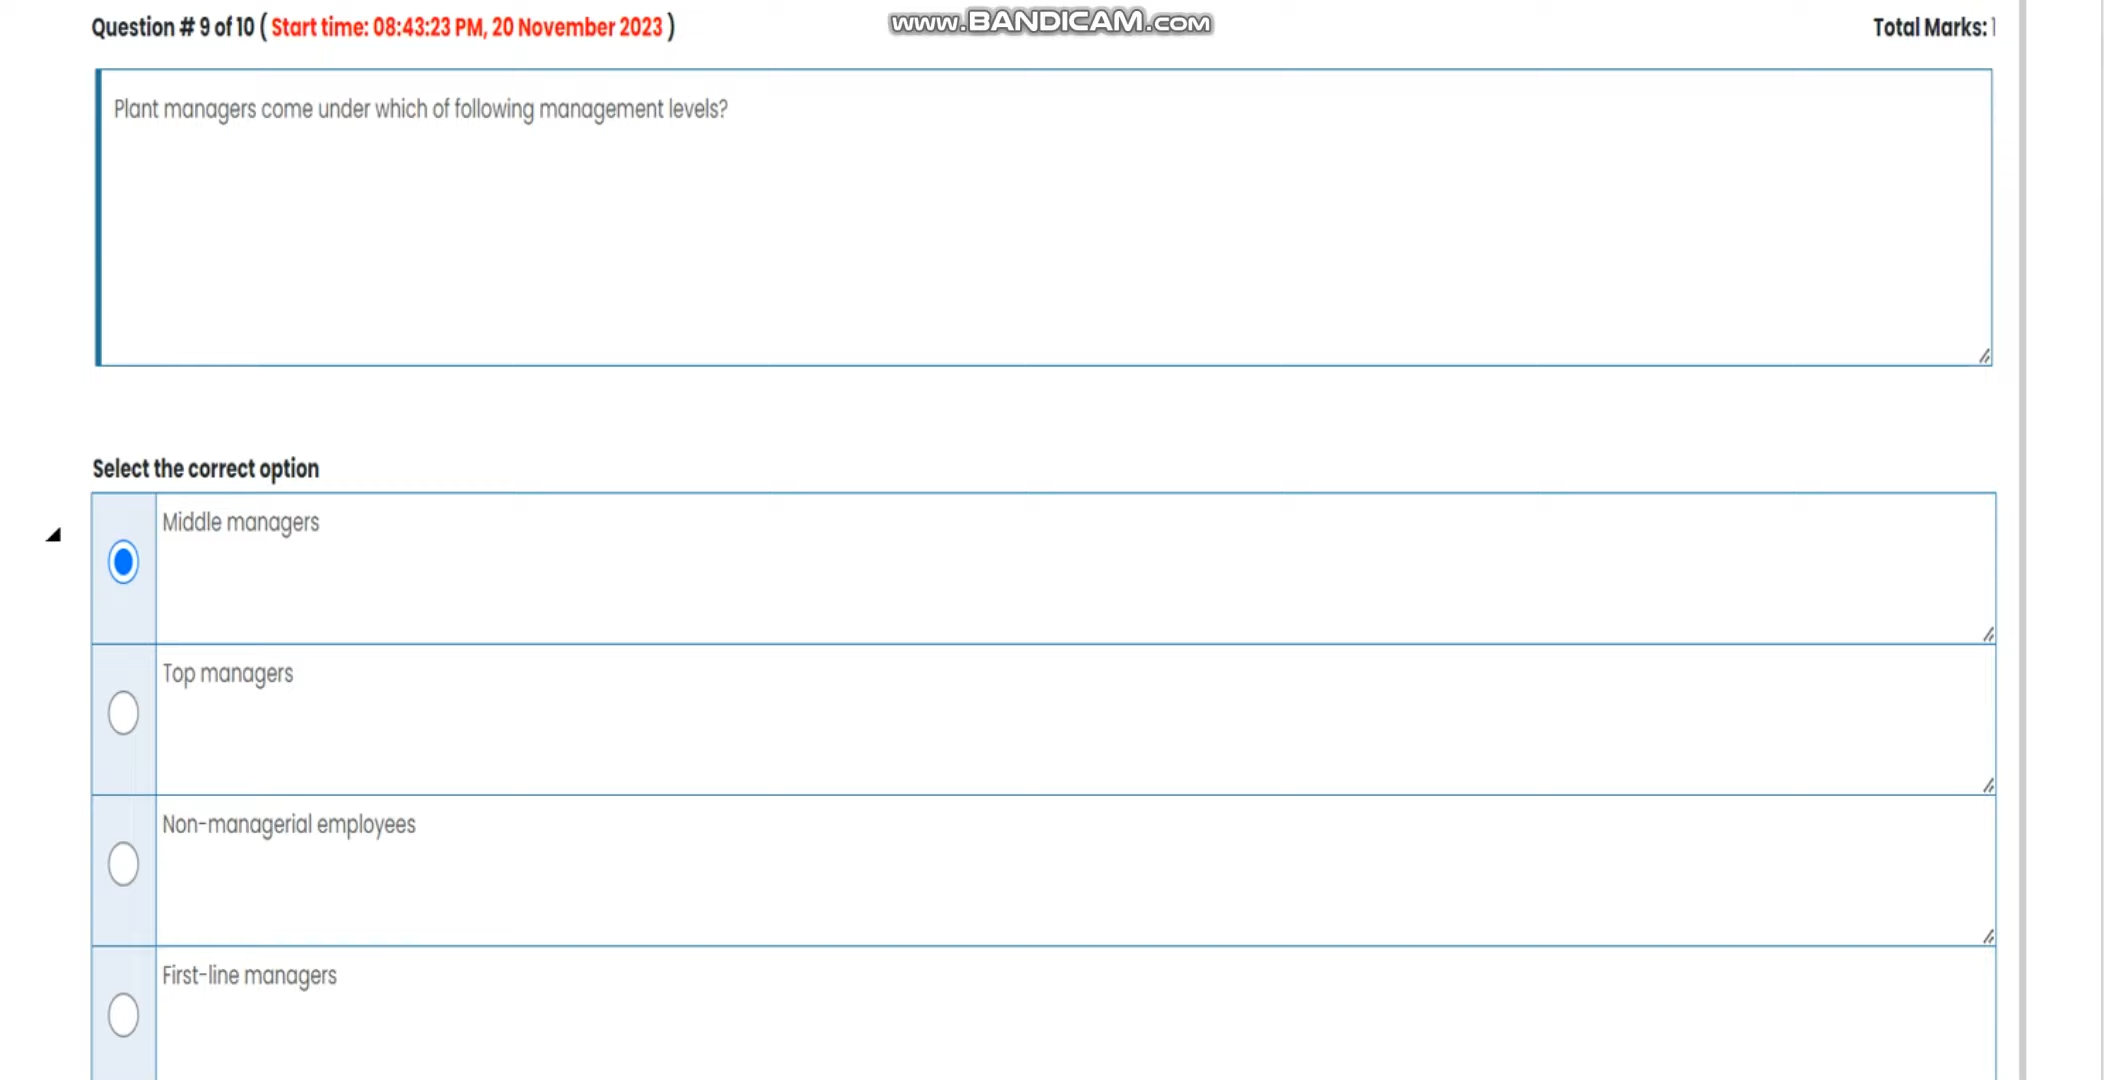 Question # 9 of 10 ( Start time: 08:43:23 PM, 20 November 2023 )
www.BANDICAM.com
Total Marks: 1
Plant managers come under which of following management levels?
Select the correct option
Middle managers
Top managers
Non-managerial employees
First-line managers